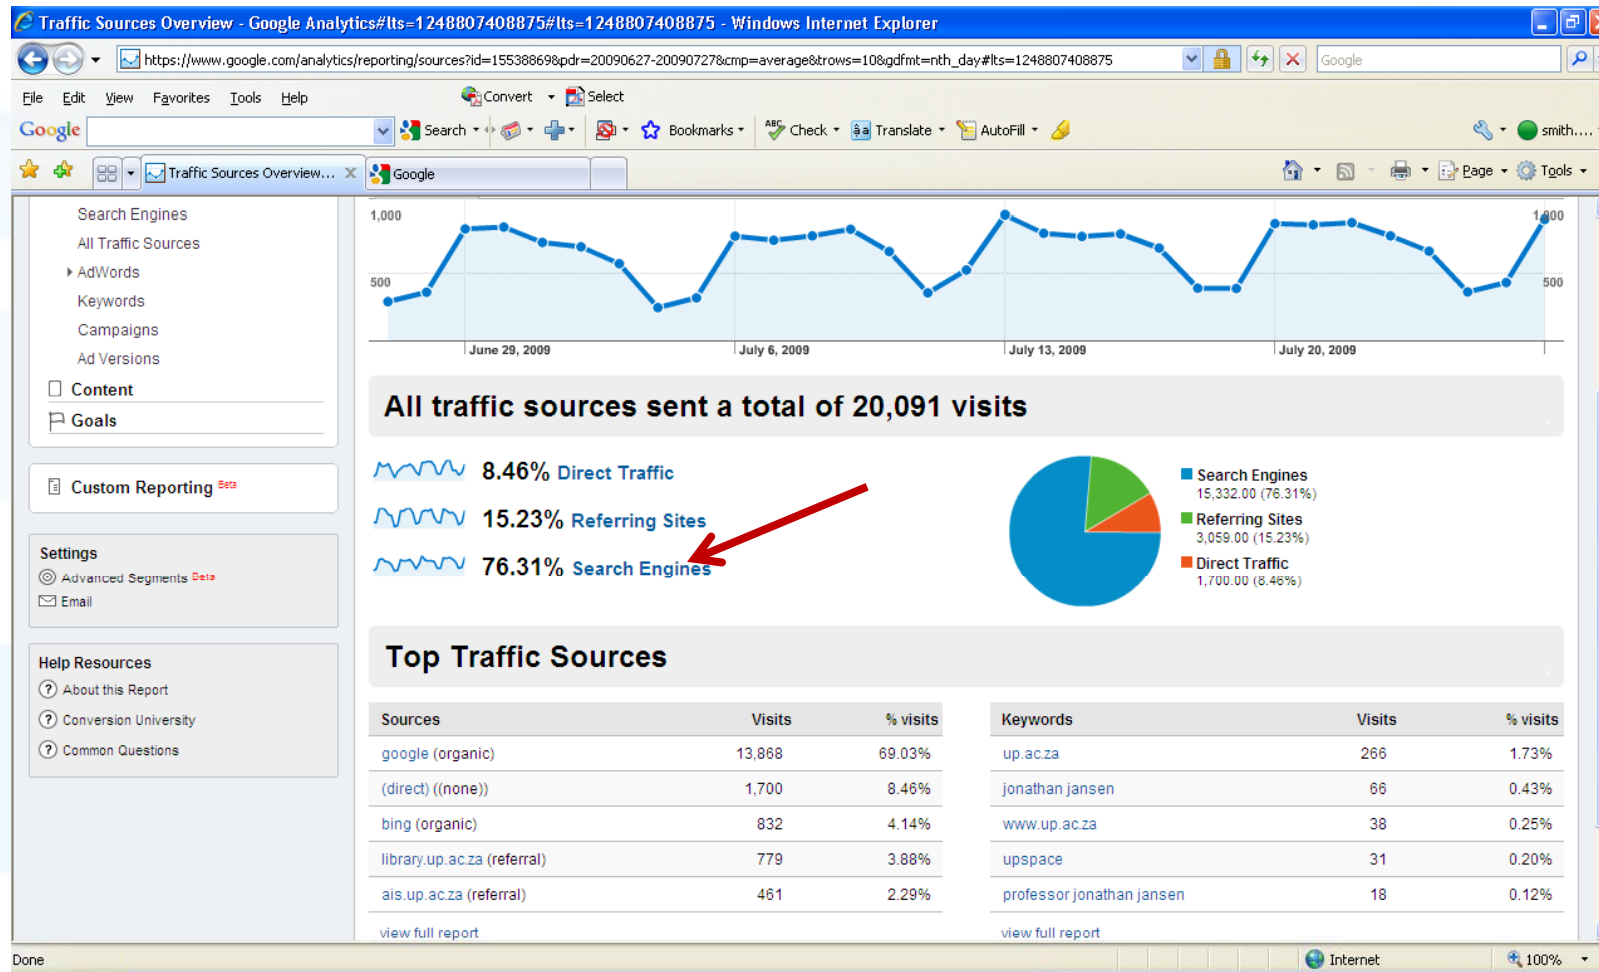 Traffic Sources Overview - Google Analytics#lts=1248807408875#lts=1248807408875 - Windows Internet Explorer
https://www.google.com/analytics/reporting/sources?id=15538869&pdr=20090627-20090727&cmp=average&trows=10&gdfmt=nth_day#lts=1248807408875
Google
File Edit View Favorites Tools Help
Convert Select
Google Search Bookmarks ABC Check Translate AutoFill smith....
Traffic Sources Overview... Google Page Tools
Search Engines
All Traffic Sources
AdWords
Keywords
Campaigns
Ad Versions
Content
Goals
Custom Reporting Beta
Settings
Advanced Segments Beta
Email
Help Resources
About this Report
Conversion University
Common Questions
1,000 1,000
500 500
June 29, 2009 July 6, 2009 July 13, 2009 July 20, 2009
All traffic sources sent a total of 20,091 visits
8.46% Direct Traffic
15.23% Referring Sites
76.31% Search Engines
Search Engines
15,332.00 (76.31%)
Referring Sites
3,059.00 (15.23%)
Direct Traffic
1,700.00 (8.46%)
Top Traffic Sources
Sources Visits % visits
google (organic) 13,868 69.03%
(direct) ((none)) 1,700 8.46%
bing (organic) 832 4.14%
library.up.ac.za (referral) 779 3.88%
ais.up.ac.za (referral) 461 2.29%
view full report
Keywords Visits % visits
up.ac.za 266 1.73%
jonathan jansen 66 0.43%
www.up.ac.za 38 0.25%
upspace 31 0.20%
professor jonathan jansen 18 0.12%
view full report
Done Internet 100%